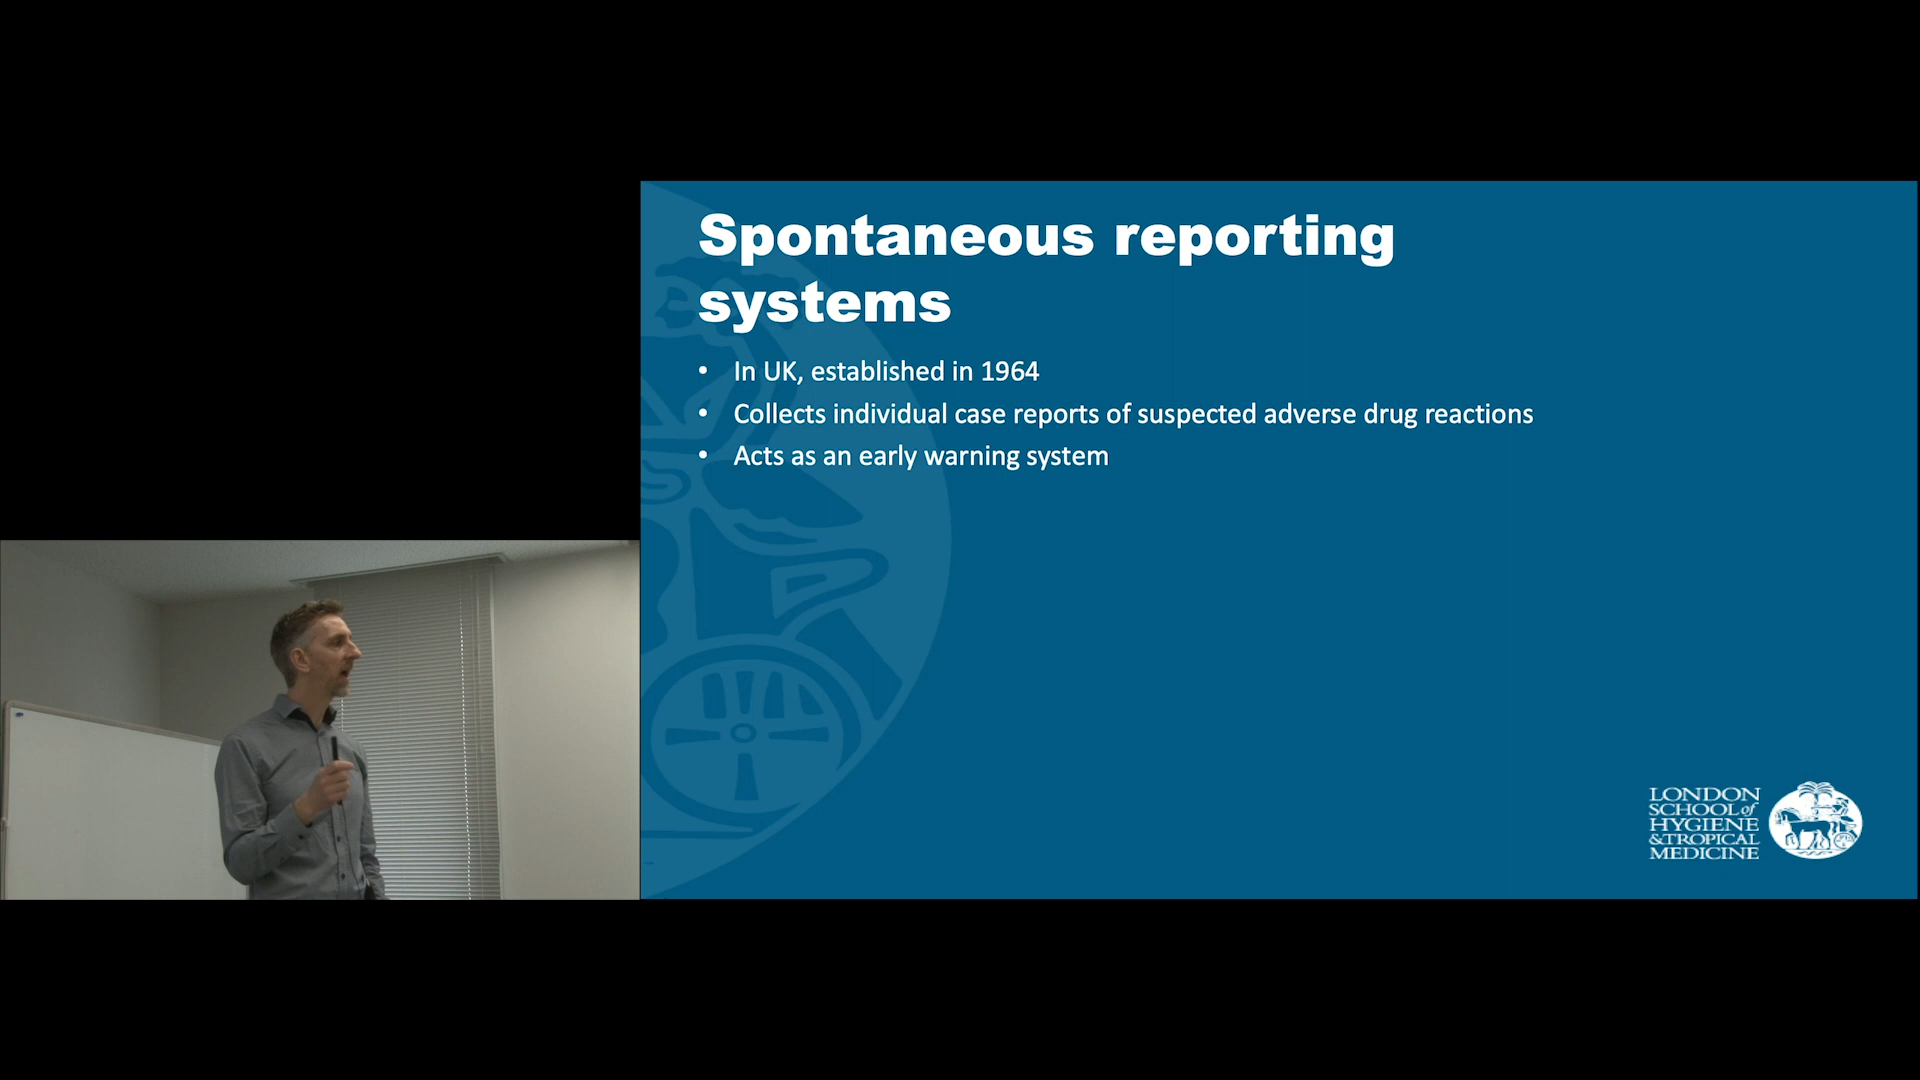 Spontaneous reporting
systems
• In UK, established in 1964
• Collects individual case reports of suspected adverse drug reactions
• Acts as an early warning system
LONDON
SCHOOL of
HYGIENE
& TROPICAL
MEDICINE